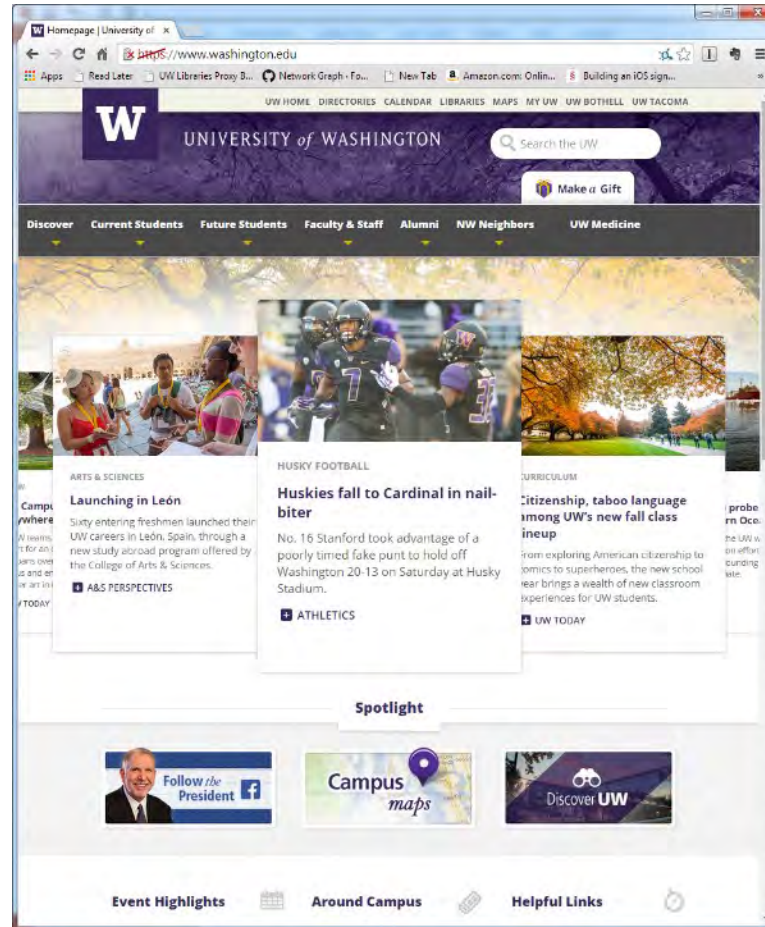 Homepage | University of
https://www.washington.edu
Apps Read Later UW Libraries Proxy B... Network Graph · Fo... New Tab Amazon.com: Onlin... Building an iOS sign... »
UW HOME DIRECTORIES CALENDAR LIBRARIES MAPS MY UW UW BOTHELL UW TACOMA
W
UNIVERSITY of WASHINGTON
Search the UW
Make a Gift
Discover Current Students Future Students Faculty & Staff Alumni NW Neighbors UW Medicine
ARTS & SCIENCES
Launching in León
Sixty entering freshmen launched their
UW careers in León, Spain, through a
new study abroad program offered by
the College of Arts & Sciences.
A&S PERSPECTIVES
HUSKY FOOTBALL
Huskies fall to Cardinal in nail-
biter
No. 16 Stanford took advantage of a
poorly timed fake punt to hold off
Washington 20-13 on Saturday at Husky
Stadium.
ATHLETICS
CURRICULUM
Citizenship, taboo language
among UW's new fall class
lineup
From exploring American citizenship to
comics to superheroes, the new school
year brings a wealth of new classroom
experiences for UW students.
UW TODAY
probe
Spotlight
Follow the
President
Campus
maps
Discover UW
Event Highlights Around Campus Helpful Links